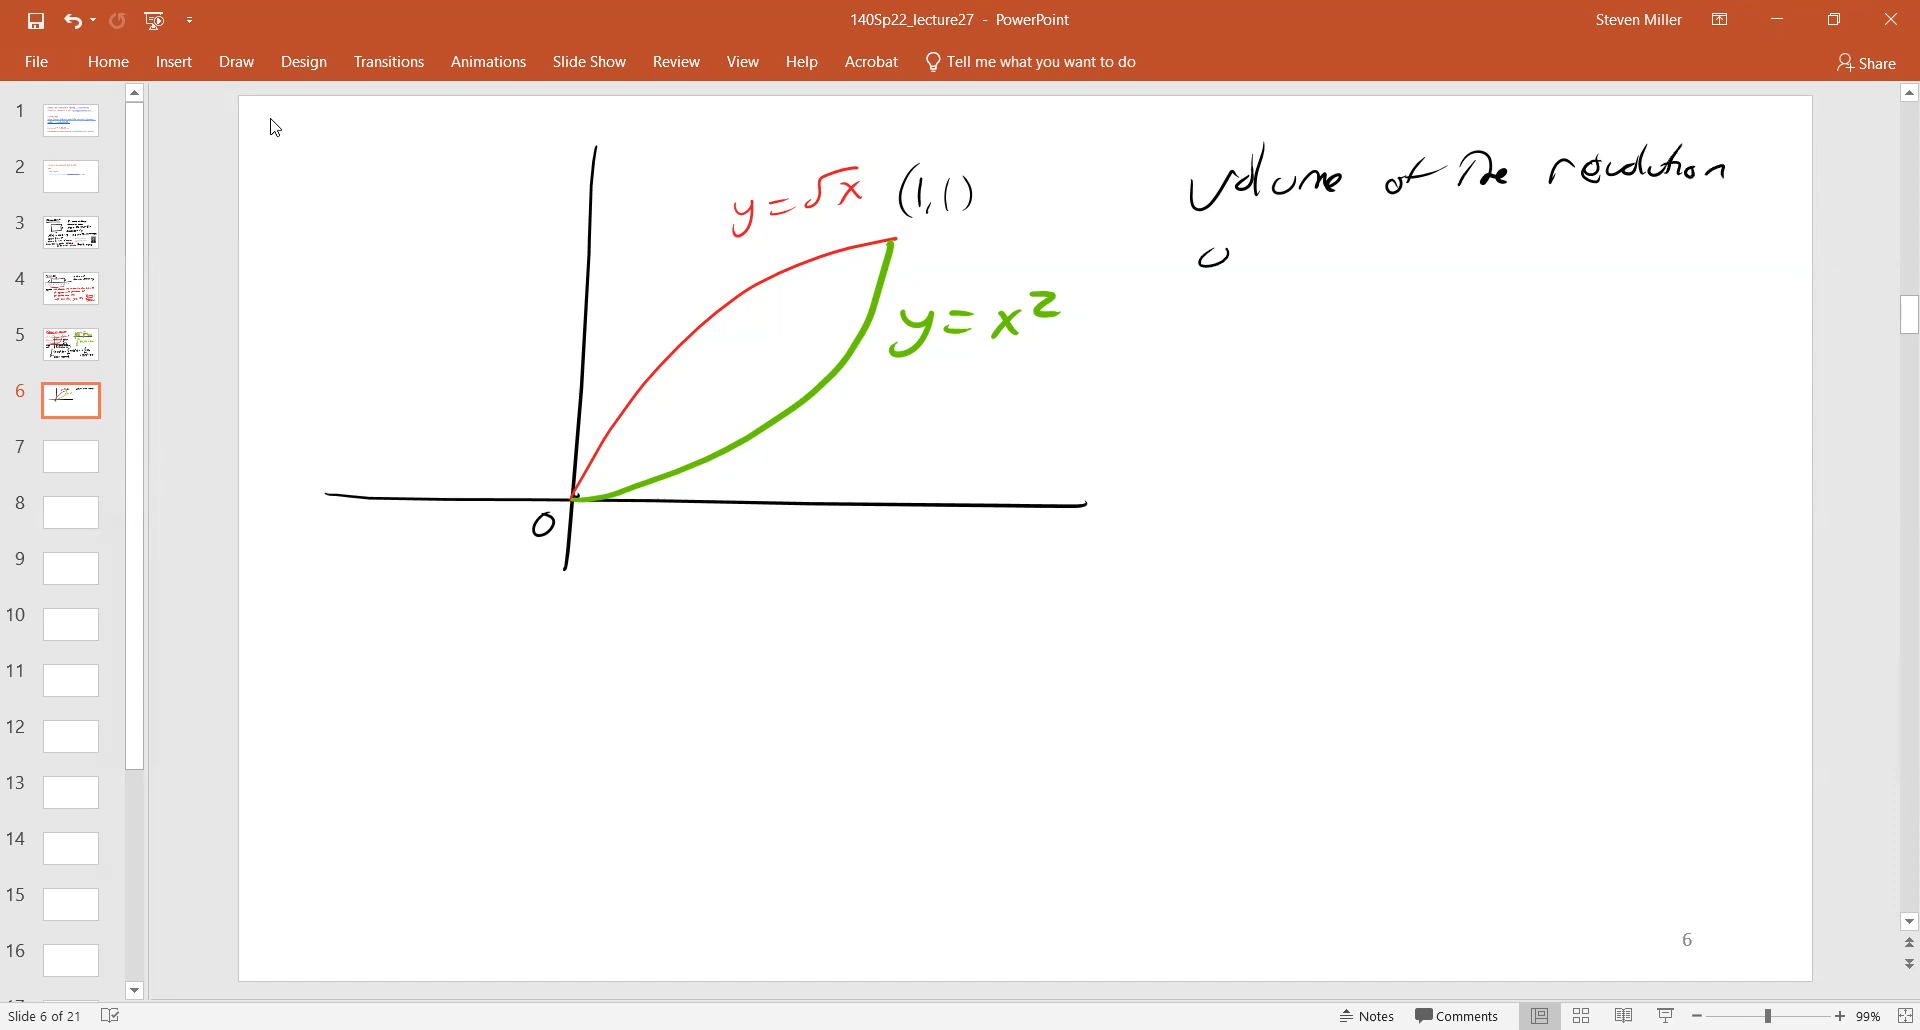 140Sp22_lecture27 - PowerPoint
Steven Miller
File Home Insert Draw Design Transitions Animations Slide Show Review View Help Acrobat Tell me what you want to do
Share
1
2
3
4
5
6
7
8
9
10
11
12
13
14
15
16
y = √x (1,1)
y = x²
0
Volume of the revolution
o
6
Slide 6 of 21
Notes Comments 99%